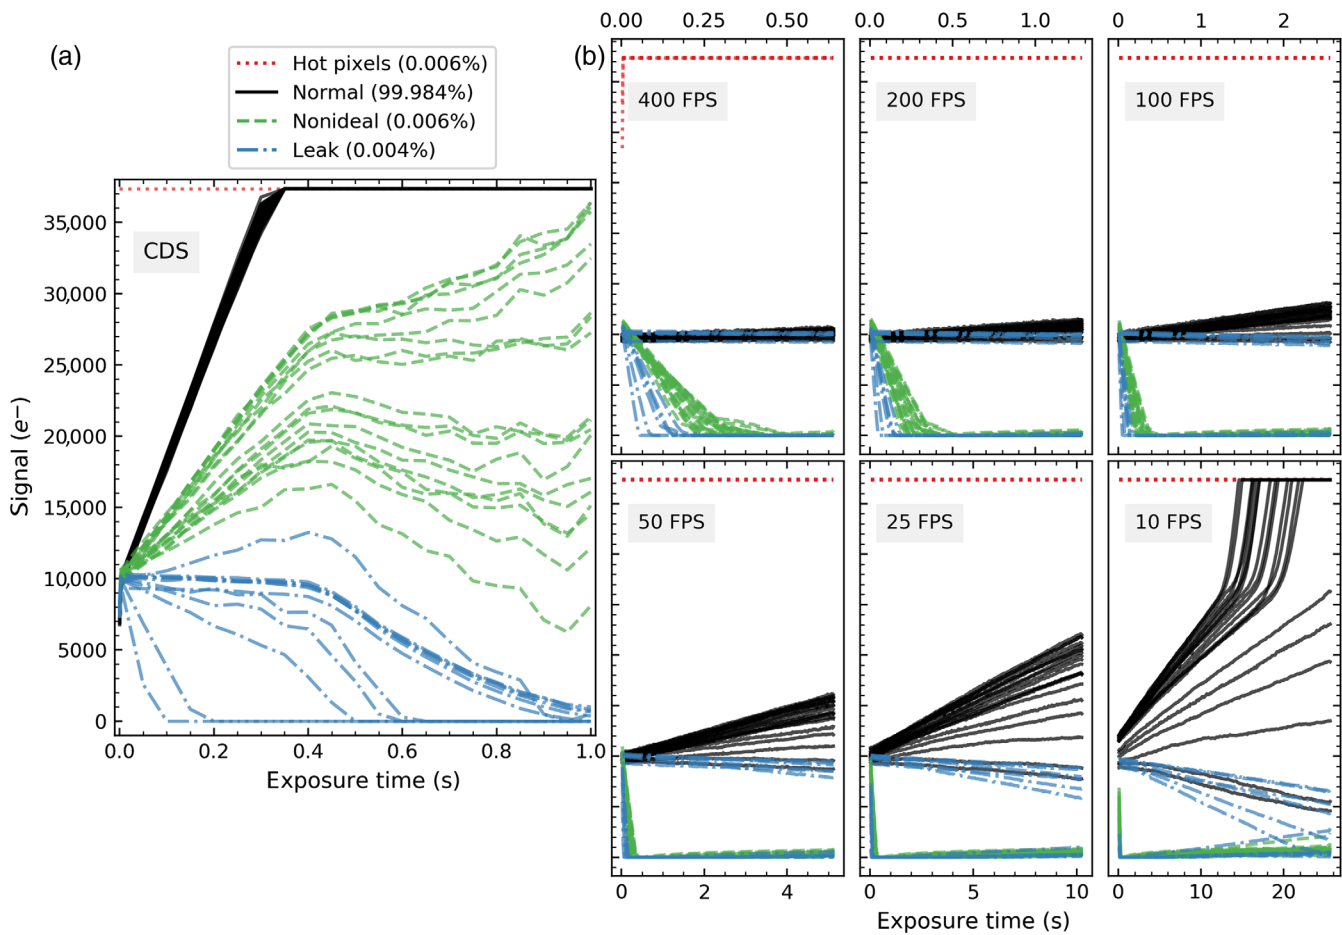 (a)
Hot pixels (0.006%)
Normal (99.984%)
Nonideal (0.006%)
Leak (0.004%)
CDS
35,000
30,000
25,000
20,000
15,000
10,000
5000
0
Signal (e−)
0.0 0.2 0.4 0.6 0.8 1.0
Exposure time (s)
(b)
0.00 0.25 0.50
400 FPS
0.0 0.5 1.0
200 FPS
0 1 2
100 FPS
50 FPS
0 2 4
25 FPS
0 5 10
10 FPS
0 10 20
Exposure time (s)